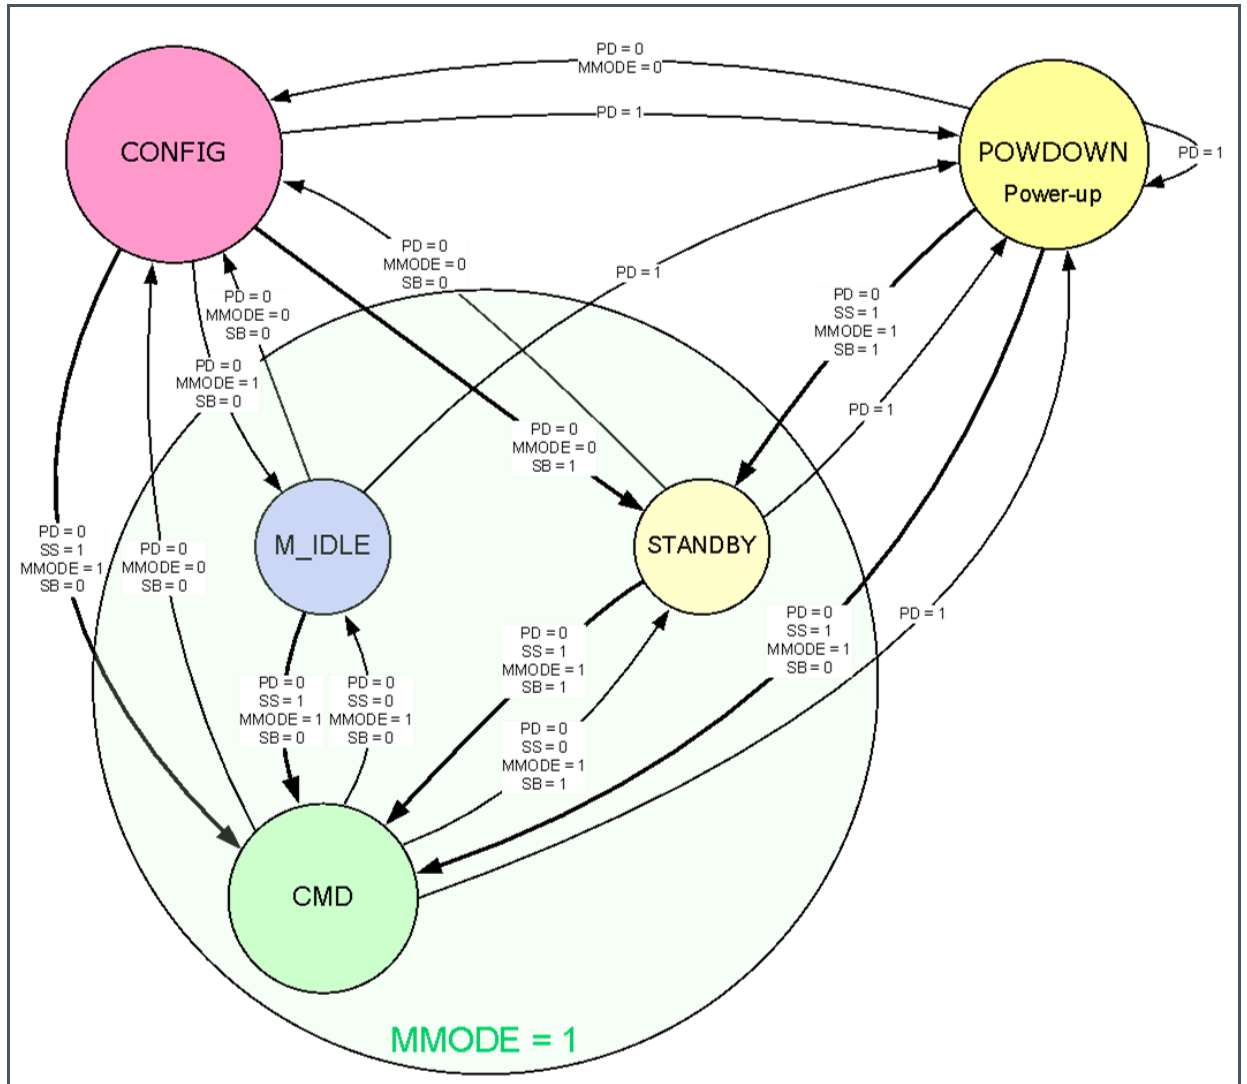 PD = 0
MMODE = 0
PD = 1
CONFIG
POWDOWN
Power-up
PD = 1
PD = 0
MMODE = 0
SB = 0
PD = 1
PD = 0
MMODE = 0
SB = 0
PD = 0
SS = 1
MMODE = 1
SB = 1
PD = 0
MMODE = 1
SB = 0
PD = 1
PD = 0
MMODE = 0
SB = 1
PD = 0
SS = 1
MMODE = 1
SB = 0
PD = 0
MMODE = 0
SB = 0
M_IDLE
STANDBY
PD = 0
SS = 1
MMODE = 1
SB = 1
PD = 0
SS = 1
MMODE = 1
SB = 0
PD = 1
PD = 0
SS = 1
MMODE = 1
SB = 0
PD = 0
SS = 0
MMODE = 1
SB = 0
PD = 0
SS = 0
MMODE = 1
SB = 1
CMD
MMODE = 1